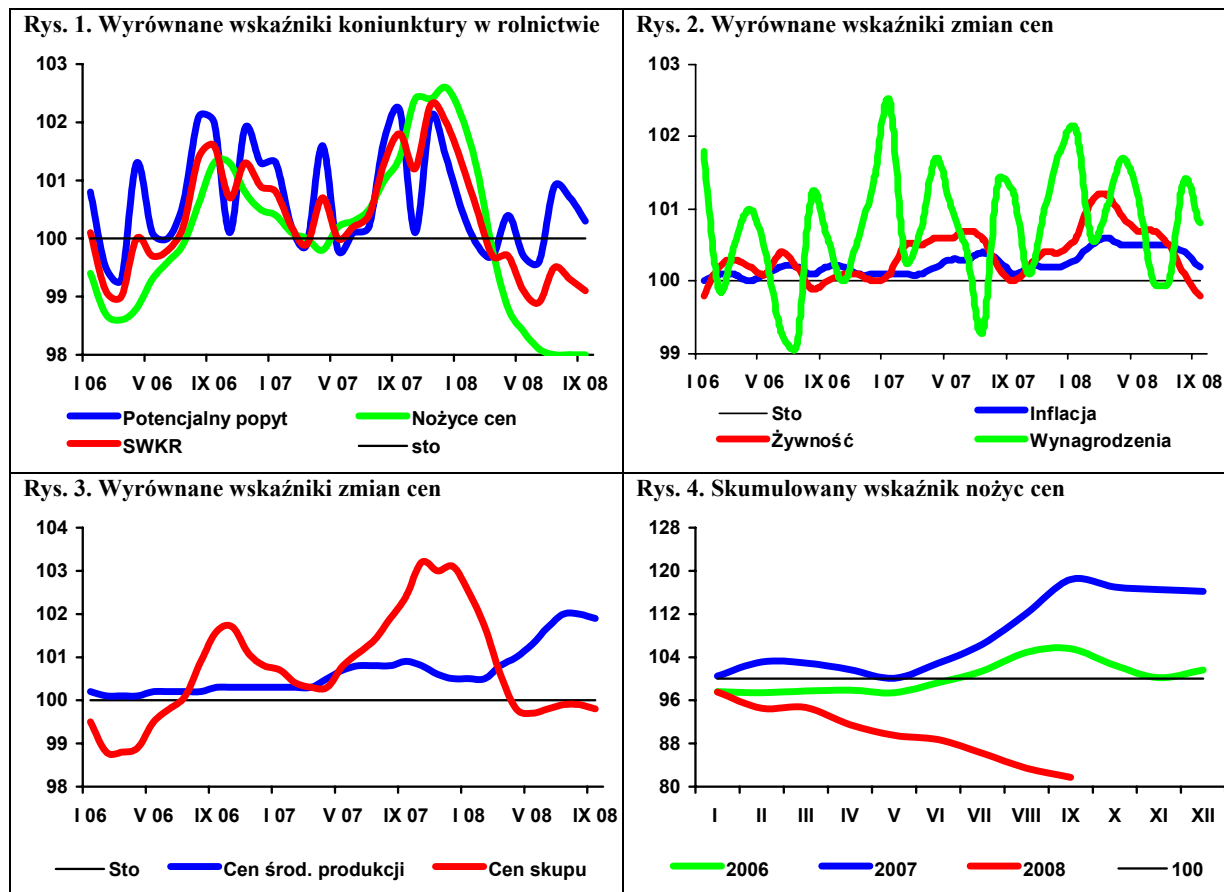 Rys. 1. Wyrównane wskaźniki koniunktury w rolnictwie
103
102
101
100
99
98
I 06 V 06 IX 06 I 07 V 07 IX 07 I 08 V 08 IX 08
Potencjalny popyt Nożyce cen
SWKR sto
Rys. 2. Wyrównane wskaźniki zmian cen
103
102
101
100
99
I 06 V 06 IX 06 I 07 V 07 IX 07 I 08 V 08 IX 08
Sto Inflacja
Żywność Wynagrodzenia
Rys. 3. Wyrównane wskaźniki zmian cen
104
103
102
101
100
99
98
I 06 V 06 IX 06 I 07 V 07 IX 07 I 08 V 08 IX 08
Sto Cen środ. produkcji Cen skupu
Rys. 4. Skumulowany wskaźnik nożyc cen
128
120
112
104
96
88
80
I II III IV V VI VII VIII IX X XI XII
2006 2007 2008 100